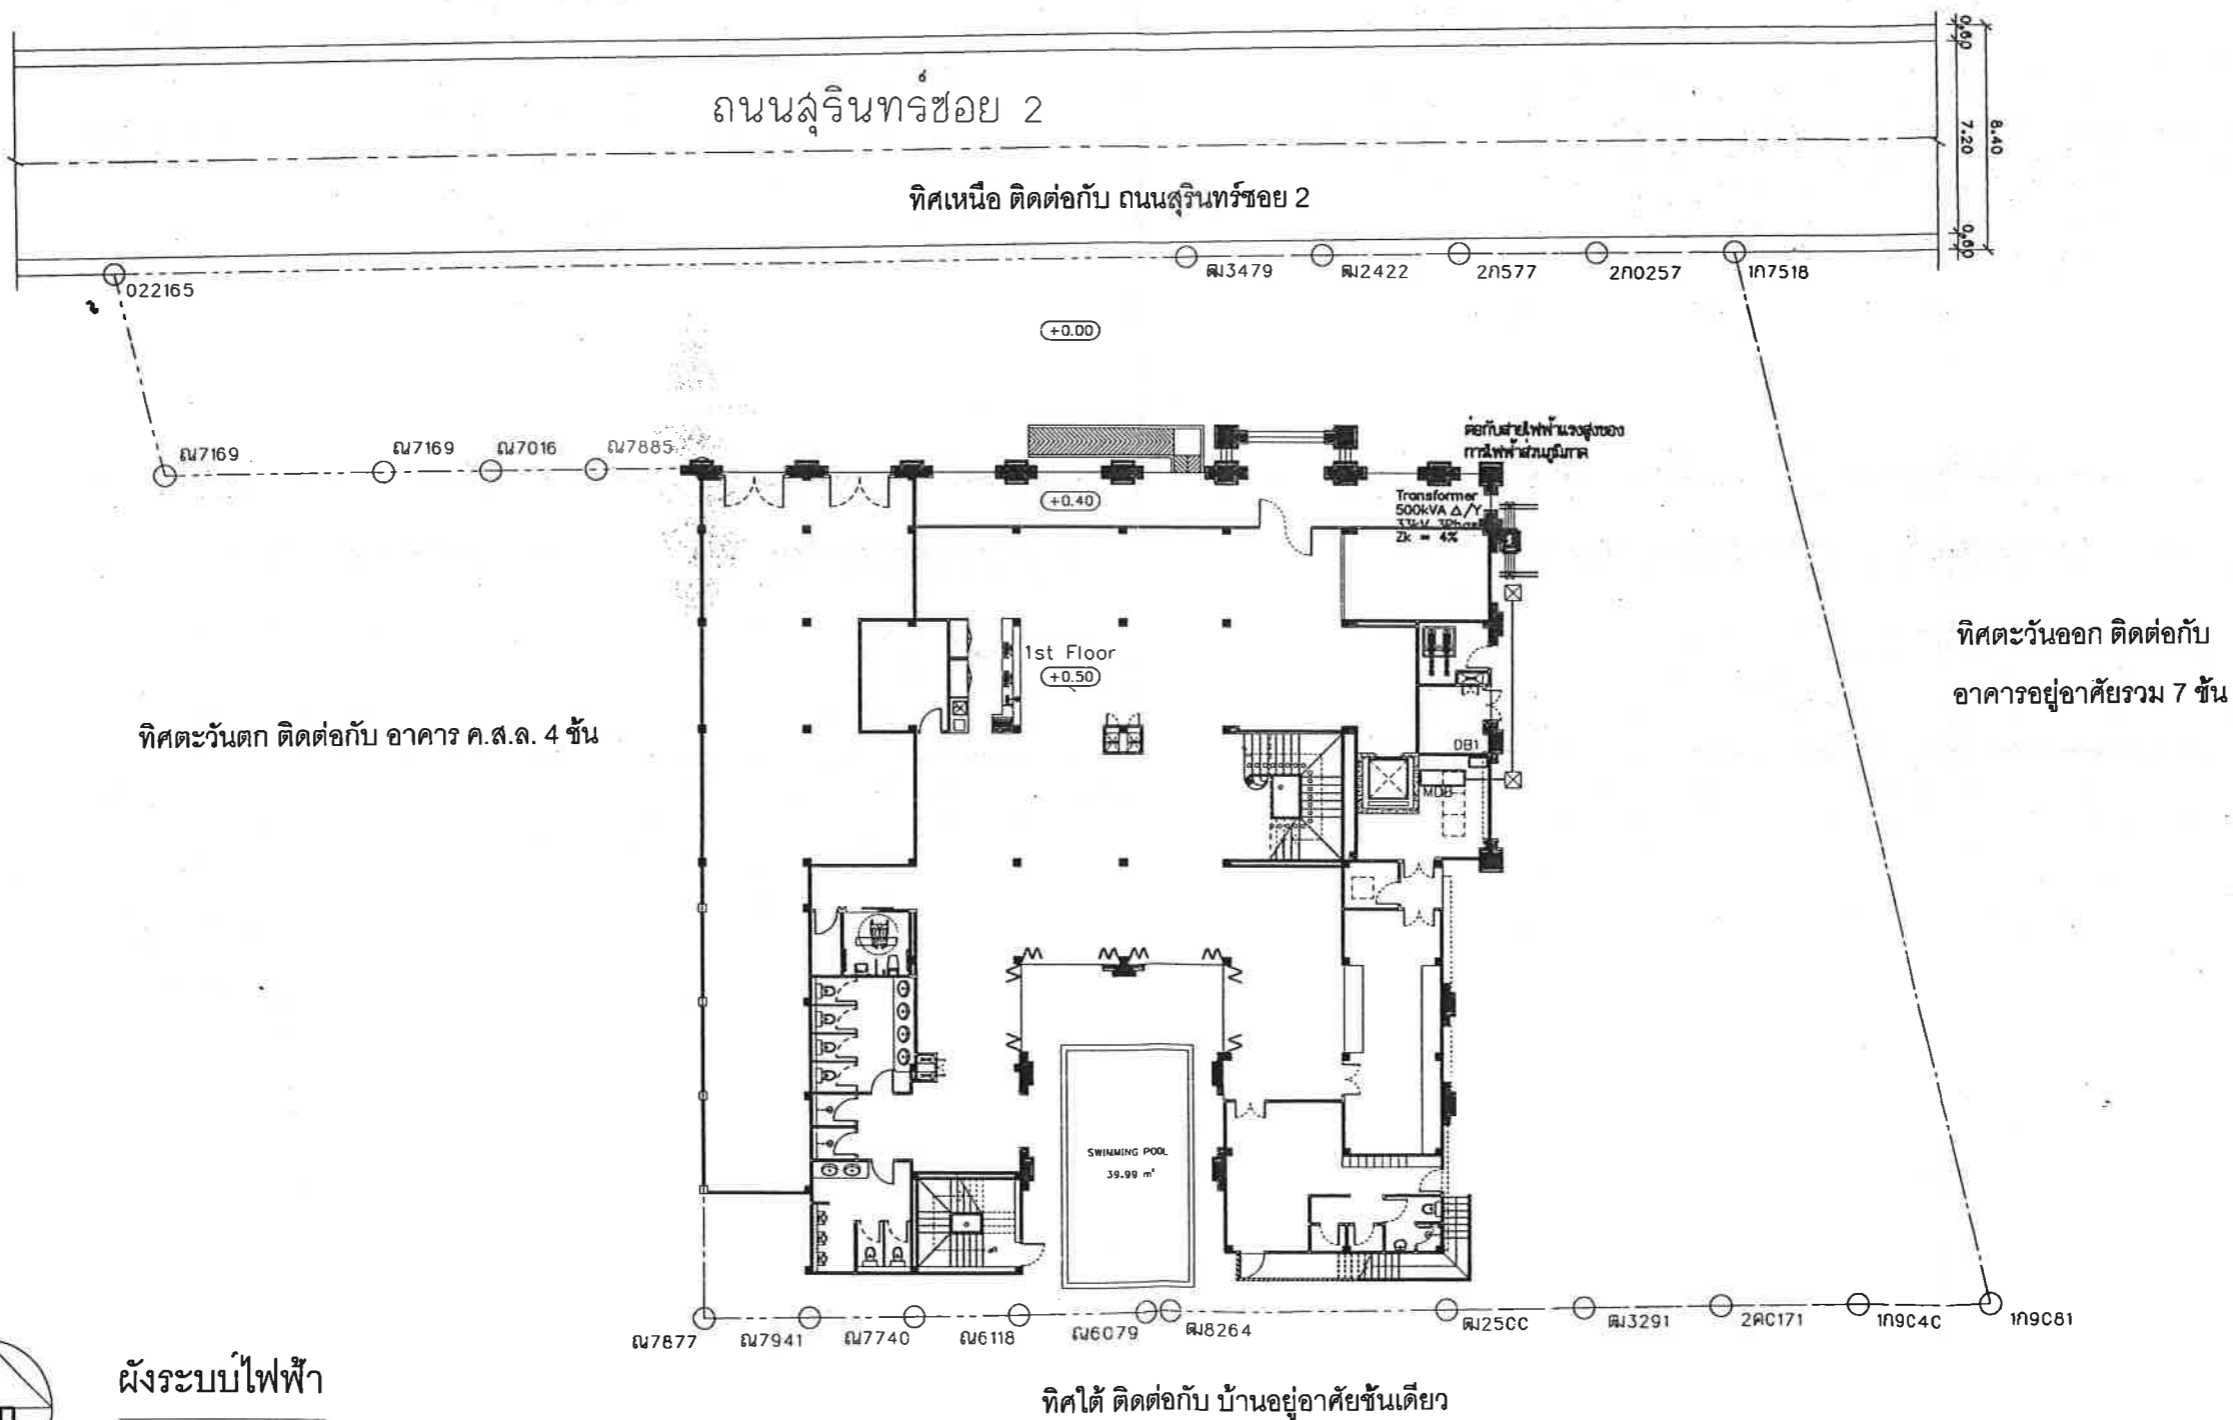 0.60
ถนนสุรินทร์ซอย 2
7.20
8.40
ทิศเหนือ ติดต่อกับ ถนนสุรินทร์ซอย 2
0.60
022165
ฒ3479
ฒ2422
2ก577
2ก0257
1ก7518
+0.00
ณ7169
ณ7169
ณ7016
ณ7885
ต่อกับสายไฟฟ้าแรงสูงของ
การไฟฟ้าส่วนภูมิภาค
+0.40
Transformer
500kVA Δ/Y
33kV 3Phase
Zk = 4%
1st Floor
+0.50
ทิศตะวันออก ติดต่อกับ
อาคารอยู่อาศัยรวม 7 ชั้น
ทิศตะวันตก ติดต่อกับ อาคาร ค.ส.ล. 4 ชั้น
DB1
MDB
SWIMMING POOL
39.99 m²
ณ7877
ณ7941
ณ7740
ณ6118
ณ6079
ฒ8264
ฒ25CC
ฒ3291
2คC171
1ก9C4C
1ก9C81
ผังระบบไฟฟ้า
ทิศใต้ ติดต่อกับ บ้านอยู่อาศัยชั้นเดียว